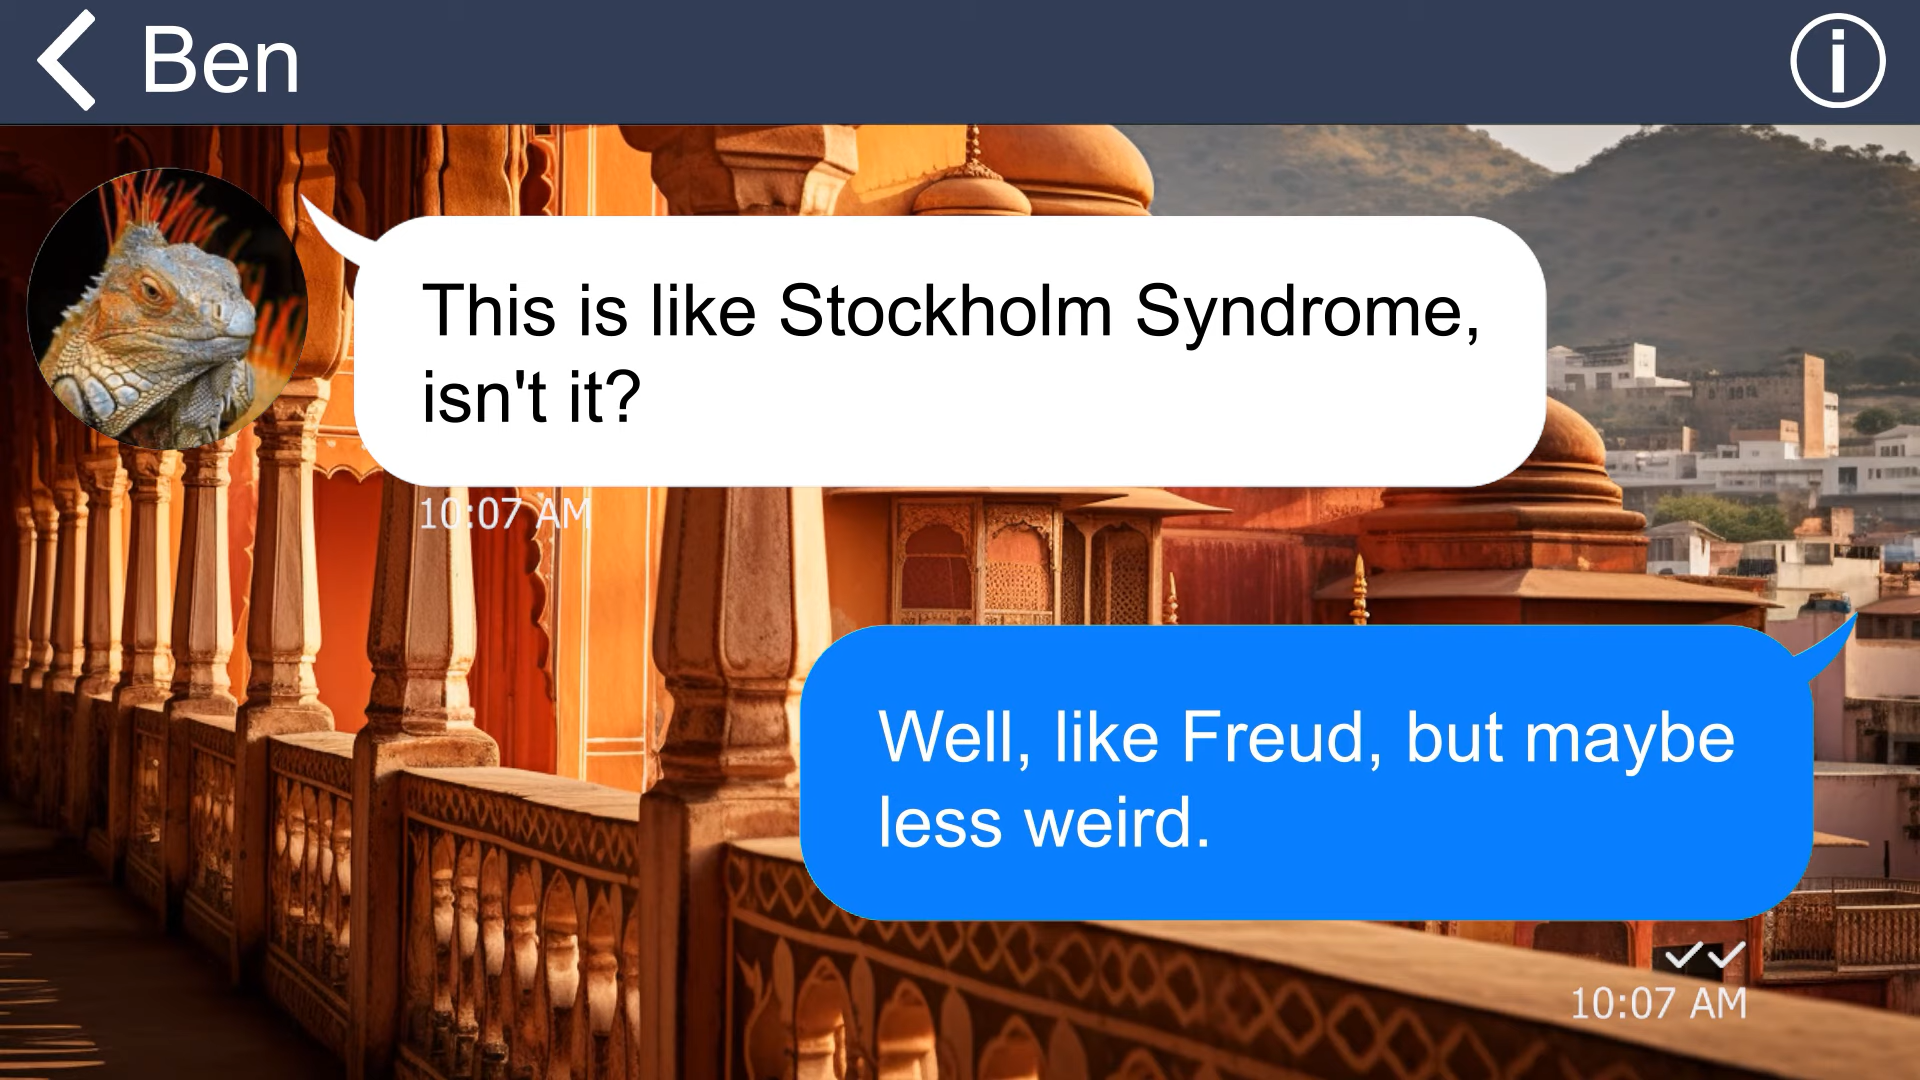 Ben
This is like Stockholm Syndrome,
isn't it?
10:07 AM
Well, like Freud, but maybe
less weird.
10:07 AM